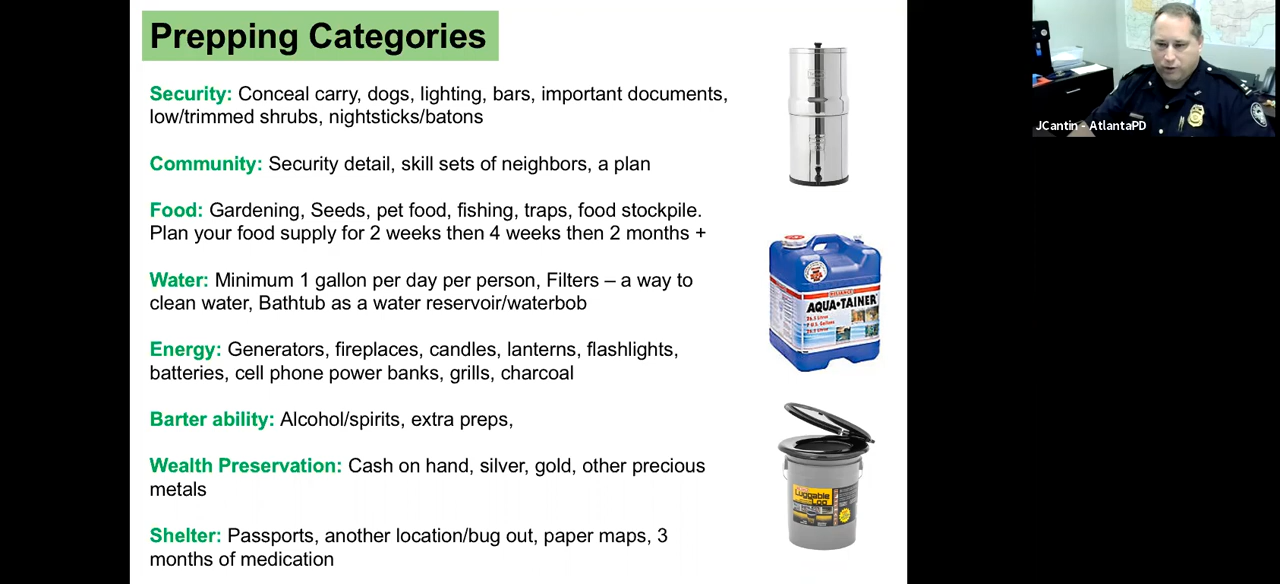 Prepping Categories
Security: Conceal carry, dogs, lighting, bars, important documents,
low/trimmed shrubs, nightsticks/batons
Community: Security detail, skill sets of neighbors, a plan
Food: Gardening, Seeds, pet food, fishing, traps, food stockpile.
Plan your food supply for 2 weeks then 4 weeks then 2 months +
Water: Minimum 1 gallon per day per person, Filters – a way to
clean water, Bathtub as a water reservoir/waterbob
Energy: Generators, fireplaces, candles, lanterns, flashlights,
batteries, cell phone power banks, grills, charcoal
Barter ability: Alcohol/spirits, extra preps,
Wealth Preservation: Cash on hand, silver, gold, other precious
metals
Shelter: Passports, another location/bug out, paper maps, 3
months of medication
RELIANCE
AQUA-TAINER
Luggable
Loo
JCantin - AtlantaPD